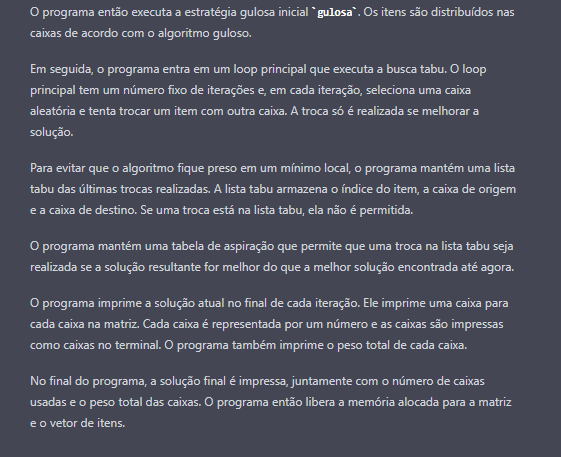 O programa então executa a estratégia gulosa inicial `gulosa`. Os itens são distribuídos nas
caixas de acordo com o algoritmo guloso.
Em seguida, o programa entra em um loop principal que executa a busca tabu. O loop
principal tem um número fixo de iterações e, em cada iteração, seleciona uma caixa
aleatória e tenta trocar um item com outra caixa. A troca só é realizada se melhorar a
solução.
Para evitar que o algoritmo fique preso em um mínimo local, o programa mantém uma lista
tabu das últimas trocas realizadas. A lista tabu armazena o índice do item, a caixa de origem
e a caixa de destino. Se uma troca está na lista tabu, ela não é permitida.
O programa mantém uma tabela de aspiração que permite que uma troca na lista tabu seja
realizada se a solução resultante for melhor do que a melhor solução encontrada até agora.
O programa imprime a solução atual no final de cada iteração. Ele imprime uma caixa para
cada caixa na matriz. Cada caixa é representada por um número e as caixas são impressas
como caixas no terminal. O programa também imprime o peso total de cada caixa.
No final do programa, a solução final é impressa, juntamente com o número de caixas
usadas e o peso total das caixas. O programa então libera a memória alocada para a matriz
e o vetor de itens.